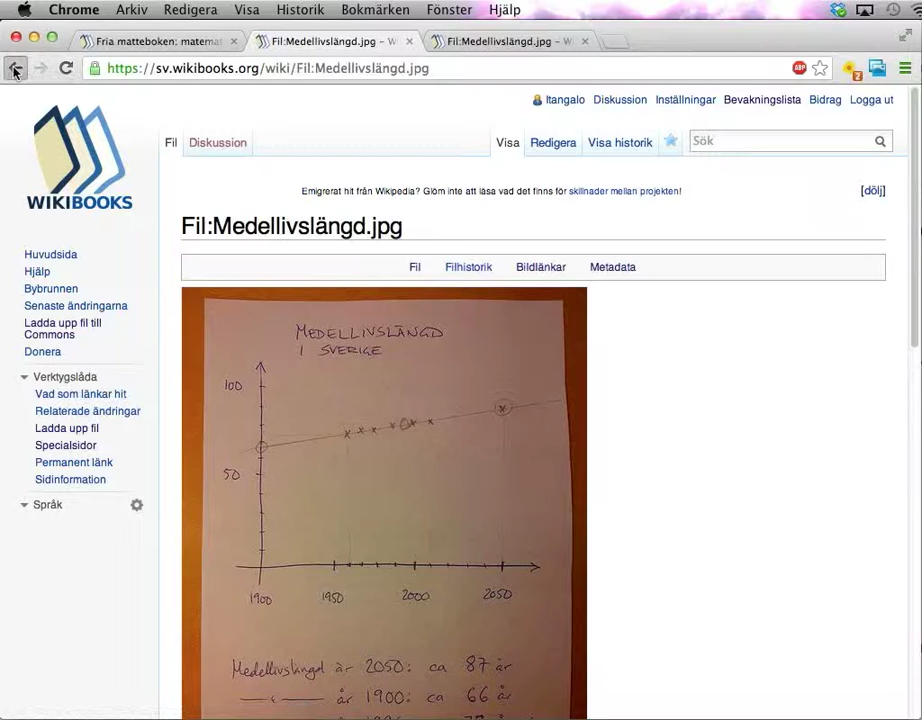 Chrome Arkiv Redigera Visa Historik Bokmärken Fönster Hjälp
Fria matteboken: matemat × Fil:Medellivslängd.jpg – Wi × Fil:Medellivslängd.jpg – W ×
https://sv.wikibooks.org/wiki/Fil:Medellivslängd.jpg ABP 2
Itangalo Diskussion Inställningar Bevakningslista Bidrag Logga ut
Fil Diskussion Visa Redigera Visa historik Sök
WIKIBOOKS
Emigrerat hit från Wikipedia? Glöm inte att läsa vad det finns för skillnader mellan projekten! [dölj]
Fil:Medellivslängd.jpg
Fil Filhistorik Bildlänkar Metadata
Huvudsida
Hjälp
Bybrunnen
Senaste ändringarna
Ladda upp fil till
Commons
Donera
Verktygslåda
Vad som länkar hit
Relaterade ändringar
Ladda upp fil
Specialsidor
Permanent länk
Sidinformation
Språk
MEDELLIVSLÄNGD
I SVERIGE
100
50
1900 1950 2000 2050
Medellivslängd år 2050: ca 87 år
år 1900: ca 66 år